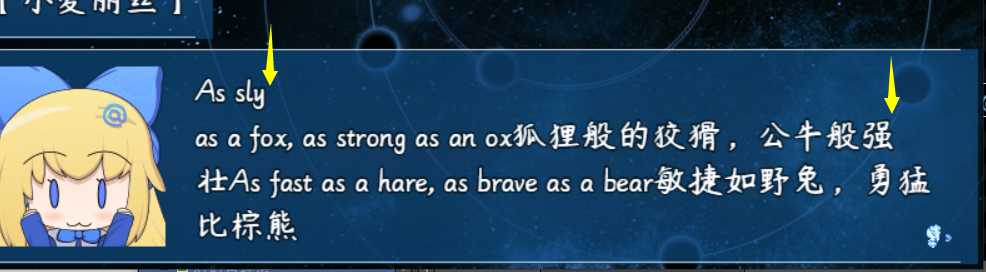 【小爱丽丝】
As sly
as a fox, as strong as an ox狐狸般的狡猾，公牛般强
壮As fast as a hare, as brave as a bear敏捷如野兔，勇猛
比棕熊